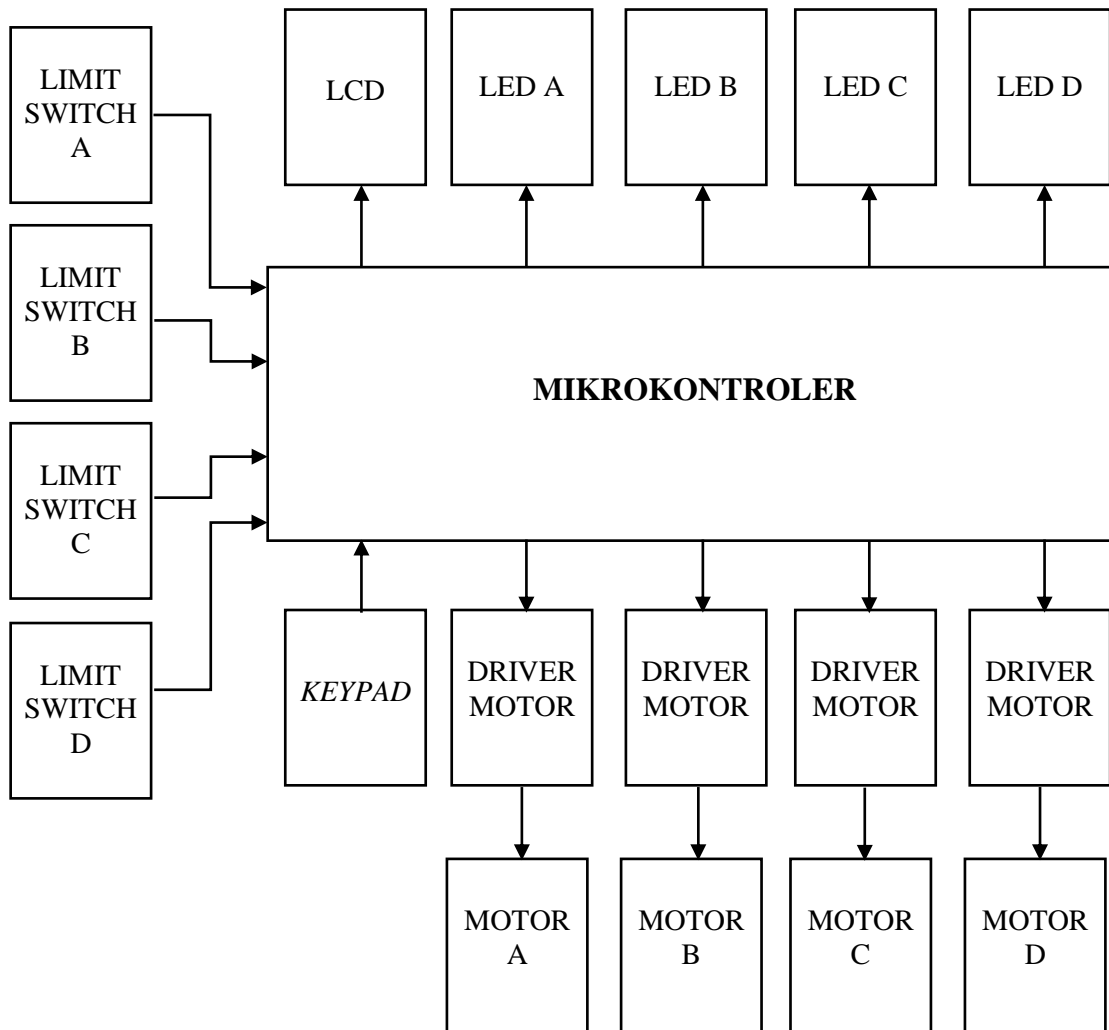 LIMIT
SWITCH
A
LCD
LED A
LED B
LED C
LED D
LIMIT
SWITCH
B
MIKROKONTROLER
LIMIT
SWITCH
C
LIMIT
SWITCH
D
KEYPAD
DRIVER
MOTOR
DRIVER
MOTOR
DRIVER
MOTOR
DRIVER
MOTOR
MOTOR
A
MOTOR
B
MOTOR
C
MOTOR
D